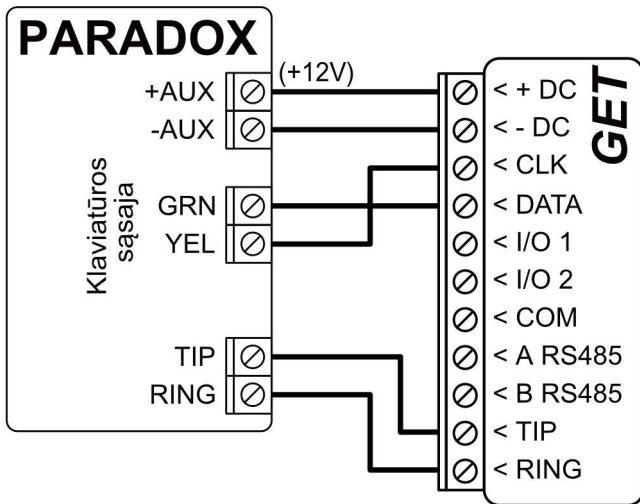 PARADOX
(+12V)
+AUX
-AUX
Klaviatūros
sąsaja
GRN
YEL
TIP
RING
GET
< + DC
< - DC
< CLK
< DATA
< I/O 1
< I/O 2
< COM
< A RS485
< B RS485
< TIP
< RING